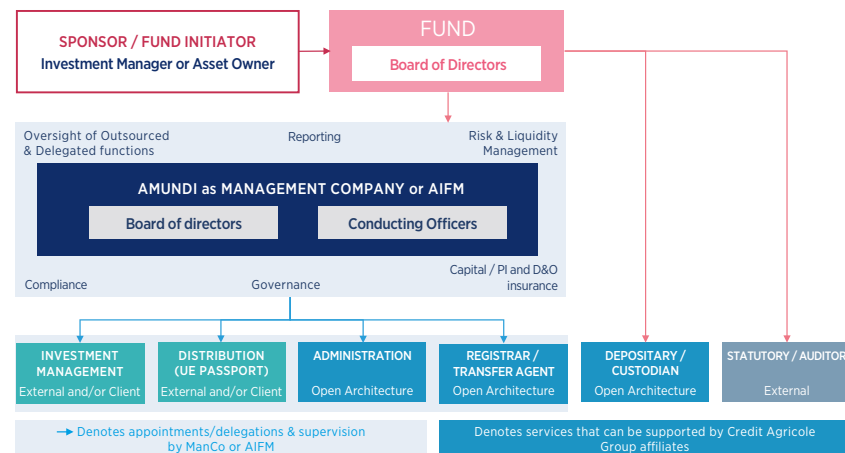 SPONSOR / FUND INITIATOR
Investment Manager or Asset Owner
FUND
Board of Directors
Oversight of Outsourced
& Delegated functions
Reporting
Risk & Liquidity
Management
AMUNDI as MANAGEMENT COMPANY or AIFM
Board of directors
Conducting Officers
Compliance
Governance
Capital / PI and D&O
insurance
INVESTMENT
MANAGEMENT
External and/or Client
DISTRIBUTION
(UE PASSPORT)
External and/or Client
ADMINISTRATION
Open Architecture
REGISTRAR /
TRANSFER AGENT
Open Architecture
DEPOSITARY /
CUSTODIAN
Open Architecture
STATUTORY / AUDITOR
External
Denotes appointments/delegations & supervision
by ManCo or AIFM
Denotes services that can be supported by Credit Agricole
Group affiliates